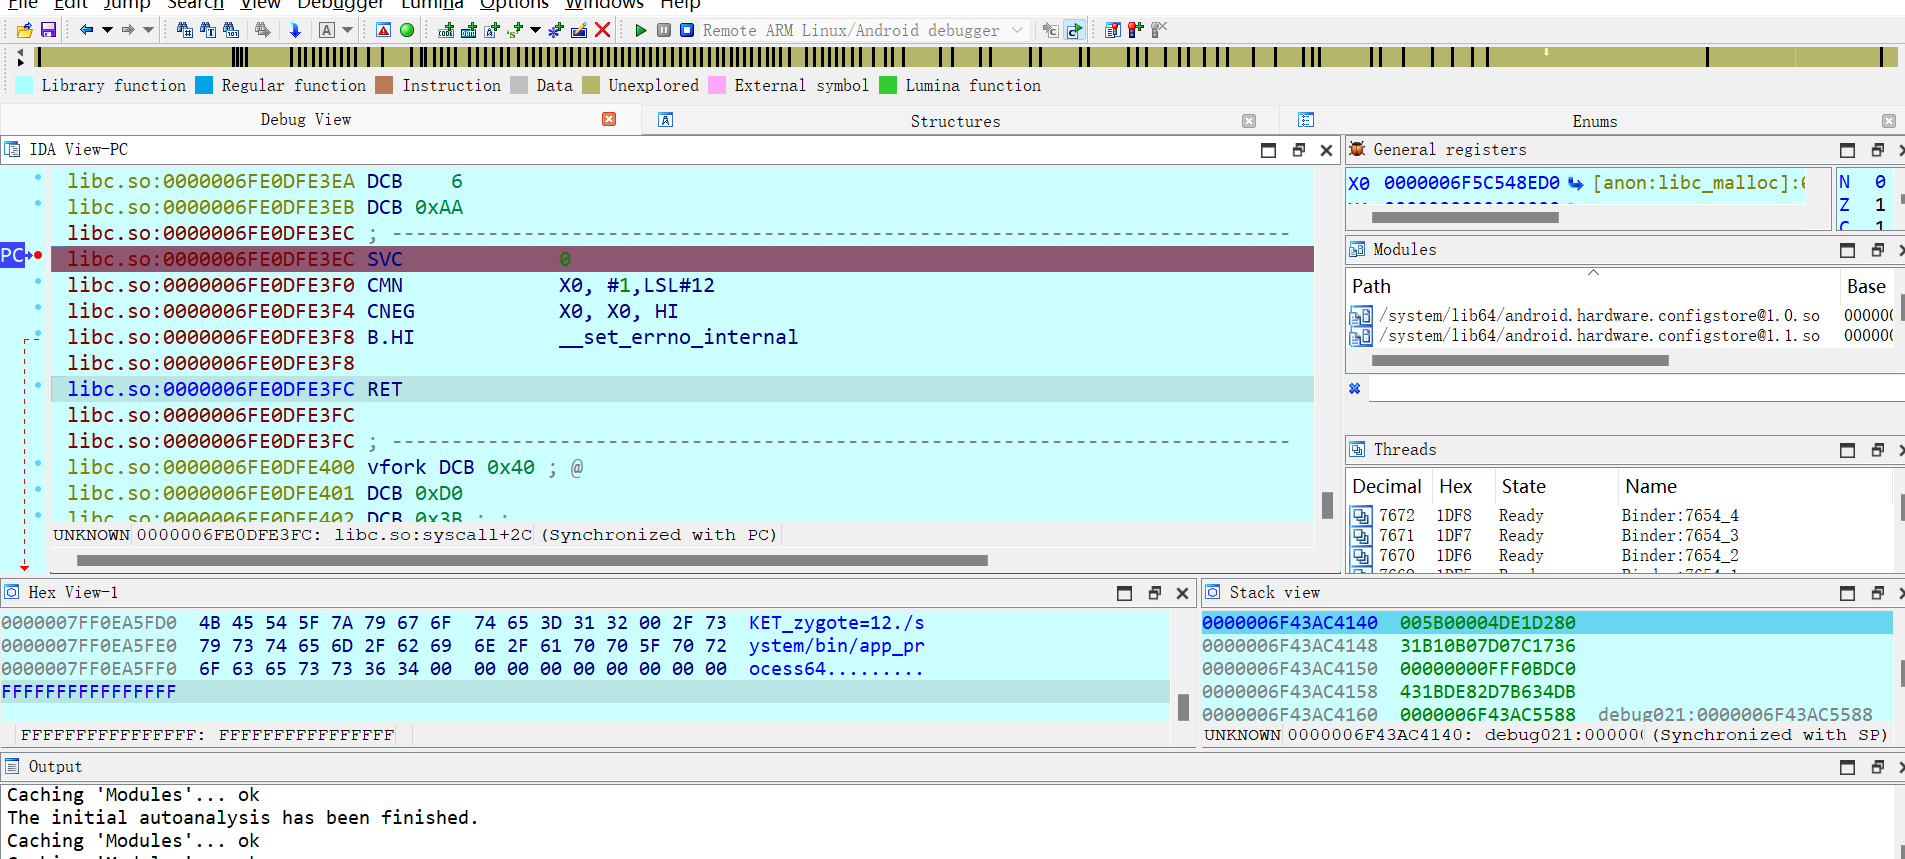 File Edit Jump Search View Debugger Lumina Options Windows Help
Remote ARM Linux/Android debugger
Library function Regular function Instruction Data Unexplored External symbol Lumina function
Debug View Structures Enums
IDA View-PC
libc.so:0000006FE0DFE3EA DCB 6
libc.so:0000006FE0DFE3EB DCB 0xAA
libc.so:0000006FE0DFE3EC ; ---------------------------------------------------------------------------
PC libc.so:0000006FE0DFE3EC SVC 0
libc.so:0000006FE0DFE3F0 CMN X0, #1,LSL#12
libc.so:0000006FE0DFE3F4 CNEG X0, X0, HI
libc.so:0000006FE0DFE3F8 B.HI __set_errno_internal
libc.so:0000006FE0DFE3F8
libc.so:0000006FE0DFE3FC RET
libc.so:0000006FE0DFE3FC
libc.so:0000006FE0DFE3FC ; ---------------------------------------------------------------------------
libc.so:0000006FE0DFE400 vfork DCB 0x40 ; @
libc.so:0000006FE0DFE401 DCB 0xD0
libc.so:0000006FE0DFE402 DCB 0x3B ; ;
UNKNOWN 0000006FE0DFE3FC: libc.so:syscall+2C (Synchronized with PC)
General registers
X0 0000006F5C548ED0 [anon:libc_malloc]:
N 0
Z 1
C 1
Modules
Path Base
/system/lib64/android.hardware.configstore@1.0.so 00000
/system/lib64/android.hardware.configstore@1.1.so 00000
Threads
Decimal Hex State Name
7672 1DF8 Ready Binder:7654_4
7671 1DF7 Ready Binder:7654_3
7670 1DF6 Ready Binder:7654_2
Hex View-1
0000007FF0EA5FD0 4B 45 54 5F 7A 79 67 6F 74 65 3D 31 32 00 2F 73 KET_zygote=12./s
0000007FF0EA5FE0 79 73 74 65 6D 2F 62 69 6E 2F 61 70 70 5F 70 72 ystem/bin/app_pr
0000007FF0EA5FF0 6F 63 65 73 73 36 34 00 00 00 00 00 00 00 00 00 ocess64.........
FFFFFFFFFFFFFFFF
FFFFFFFFFFFFFFFF: FFFFFFFFFFFFFFFF
Stack view
0000006F43AC4140 005B00004DE1D280
0000006F43AC4148 31B10B07D07C1736
0000006F43AC4150 00000000FFF0BDC0
0000006F43AC4158 431BDE82D7B634DB
0000006F43AC4160 0000006F43AC5588 debug021:0000006F43AC5588
UNKNOWN 0000006F43AC4140: debug021:00000 (Synchronized with SP)
Output
Caching 'Modules'... ok
The initial autoanalysis has been finished.
Caching 'Modules'... ok